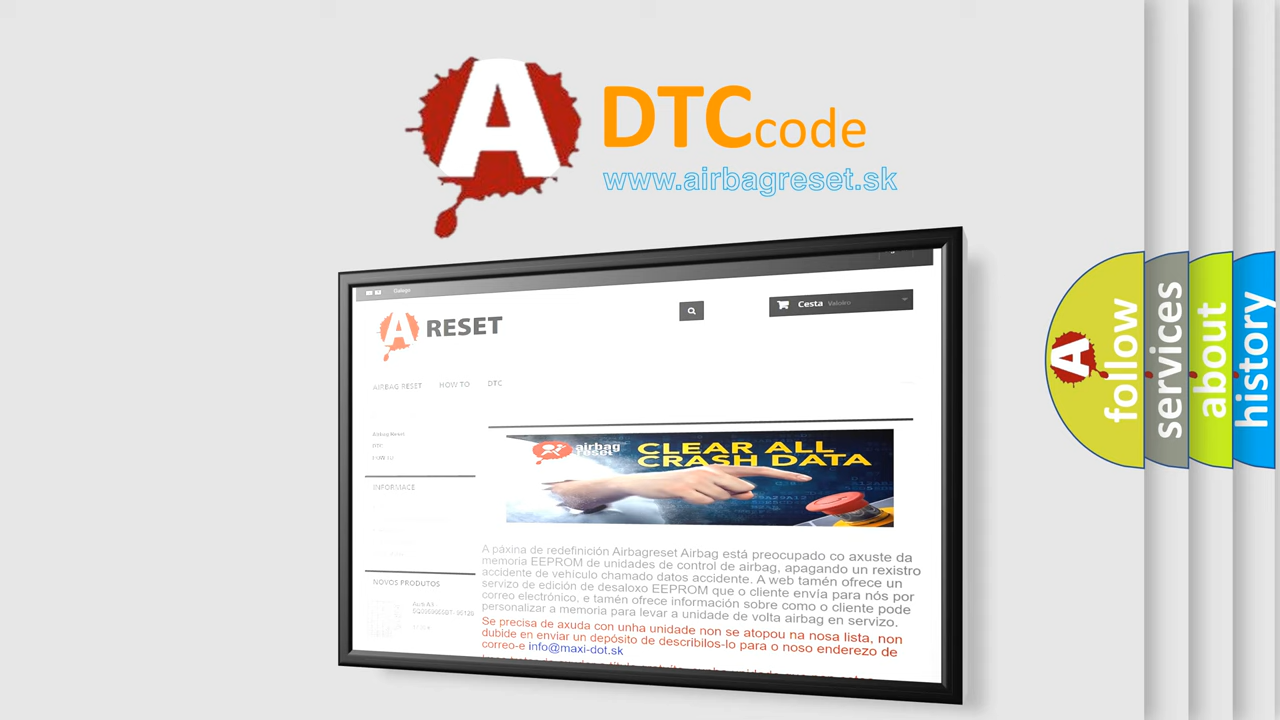 A
DTCcode
www.airbagreset.sk
Galego
A RESET
Cesta Valoiro
AIRBAG RESET HOW TO DTC
Airbag Reset
DTC
HOW TO
INFORMACE
airbag
reset
CLEAR ALL
CRASH DATA
A páxina de redefinición Airbagreset Airbag está preocupado co axuste da
memoria EEPROM de unidades de control de airbag, apagando un rexistro
accidente de vehículo chamado datos accidente. A web tamén ofrece un
servizo de edición de desaloxo EEPROM que o cliente envía para nós por
correo electrónico, e tamén ofrece información sobre como o cliente pode
personalizar a memoria para levar a unidade de volta airbag en servizo.
Se precisa de axuda con unha unidade non se atopou na nosa lista, non
dubide en enviar un depósito de describilos-lo para o noso enderezo de
correo-e info@maxi-dot.sk
NOVOS PRODUTOS
A
follow
services
about
history